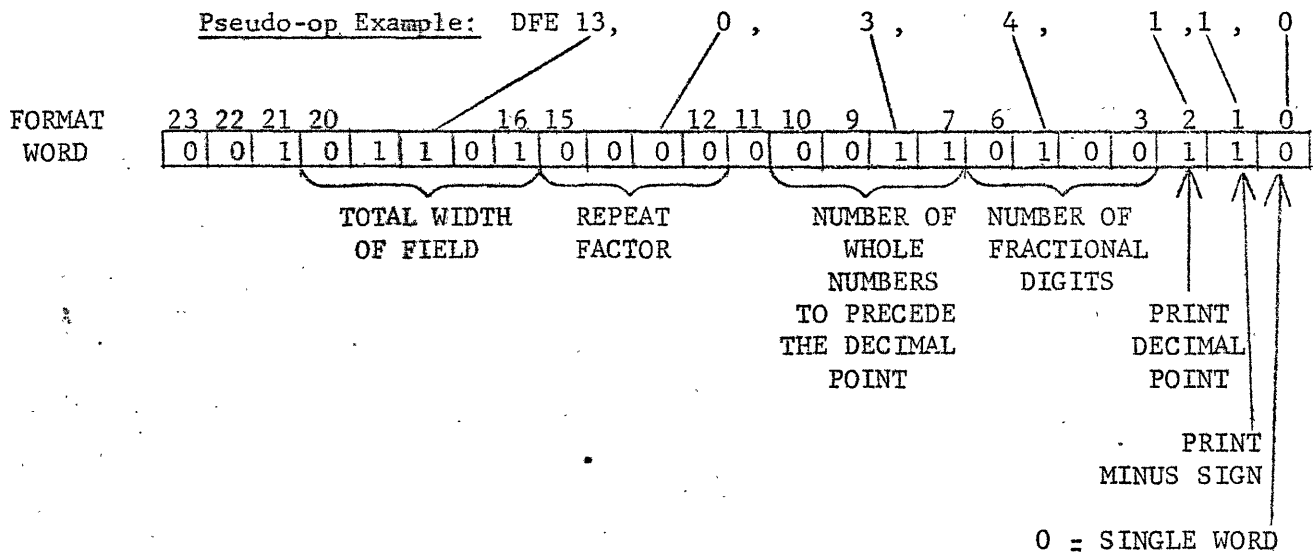 Pseudo-op Example: DFE 13, 0 , 3 , 4 , 1 ,1 , 0
FORMAT WORD
23 22 21 20 16 15 12 11 10 9 7 6 3 2 1 0
0 0 1 0 1 1 0 1 0 0 0 0 0 0 0 1 1 0 1 0 0 1 1 0
TOTAL WIDTH OF FIELD
REPEAT FACTOR
NUMBER OF WHOLE NUMBERS TO PRECEDE THE DECIMAL POINT
NUMBER OF FRACTIONAL DIGITS
PRINT DECIMAL POINT
PRINT MINUS SIGN
0 = SINGLE WORD